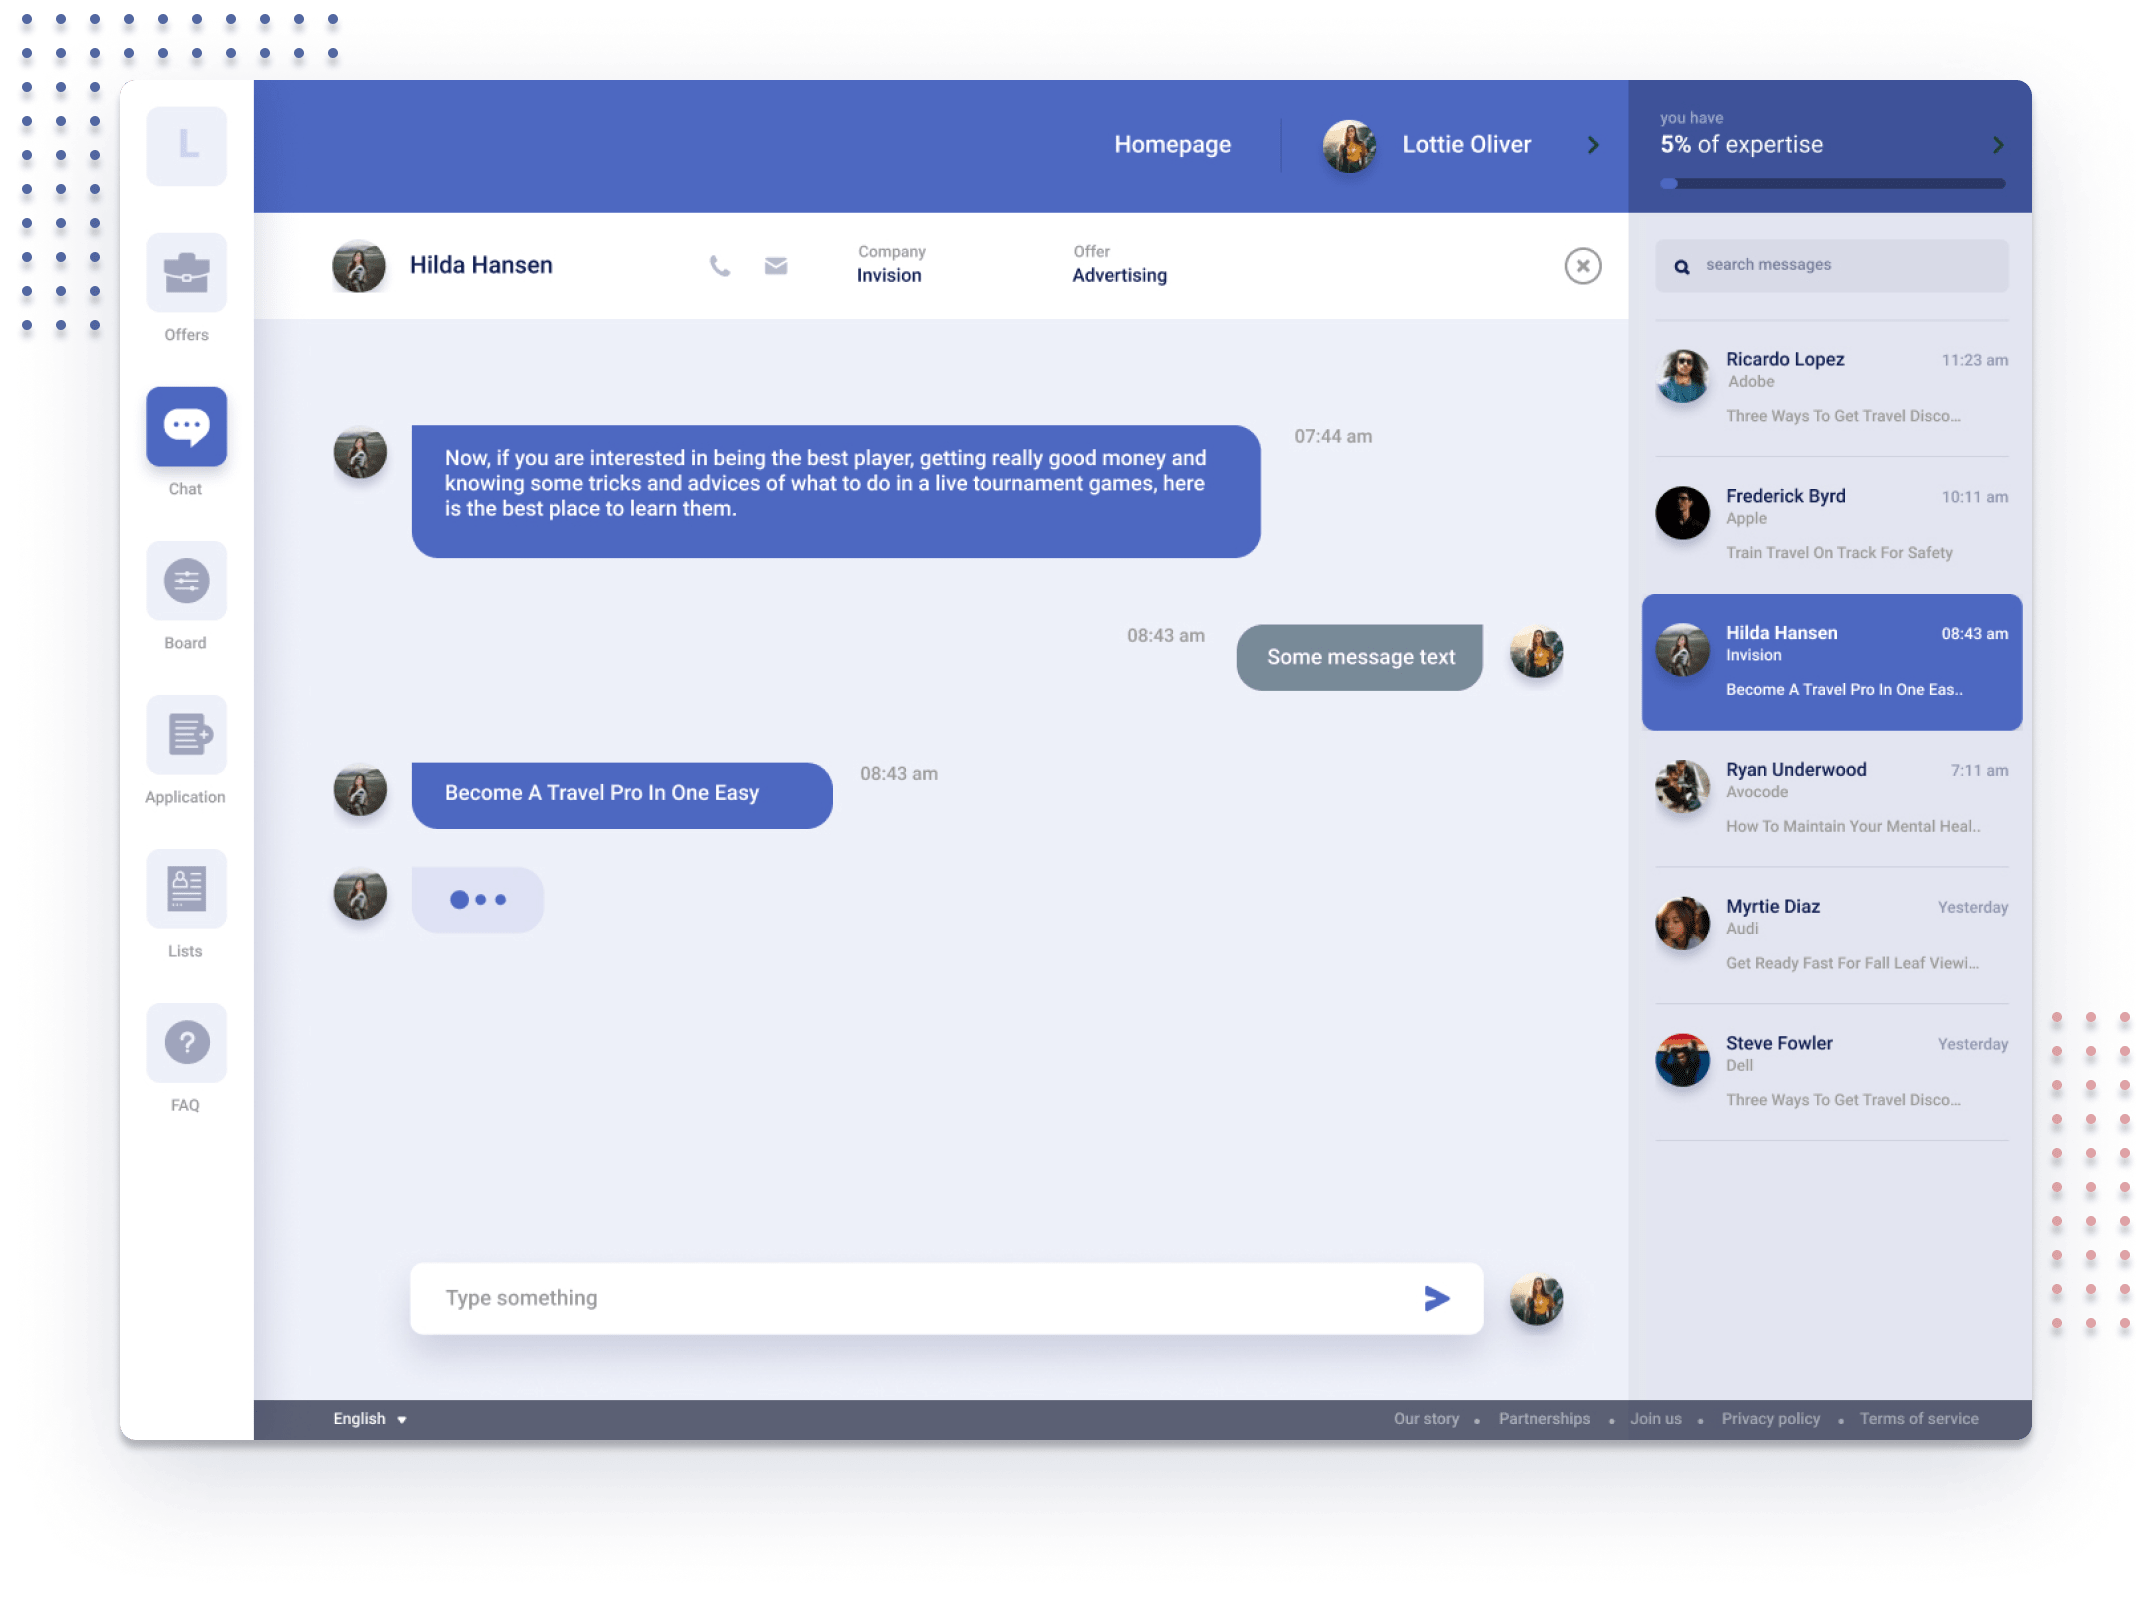 L
Offers
Chat
Board
Application
Lists
FAQ
Homepage
Lottie Oliver
you have
5% of expertise
Hilda Hansen
Company
Invision
Offer
Advertising
Now, if you are interested in being the best player, getting really good money and
knowing some tricks and advices of what to do in a live tournament games, here
is the best place to learn them.
07:44 am
08:43 am
Some message text
Become A Travel Pro In One Easy
08:43 am
Type something
search messages
Ricardo Lopez
11:23 am
Adobe
Three Ways To Get Travel Disco...
Frederick Byrd
10:11 am
Apple
Train Travel On Track For Safety
Hilda Hansen
08:43 am
Invision
Become A Travel Pro In One Eas..
Ryan Underwood
7:11 am
Avocode
How To Maintain Your Mental Heal..
Myrtie Diaz
Yesterday
Audi
Get Ready Fast For Fall Leaf Viewi...
Steve Fowler
Yesterday
Dell
Three Ways To Get Travel Disco...
English
Our story • Partnerships • Join us • Privacy policy • Terms of service